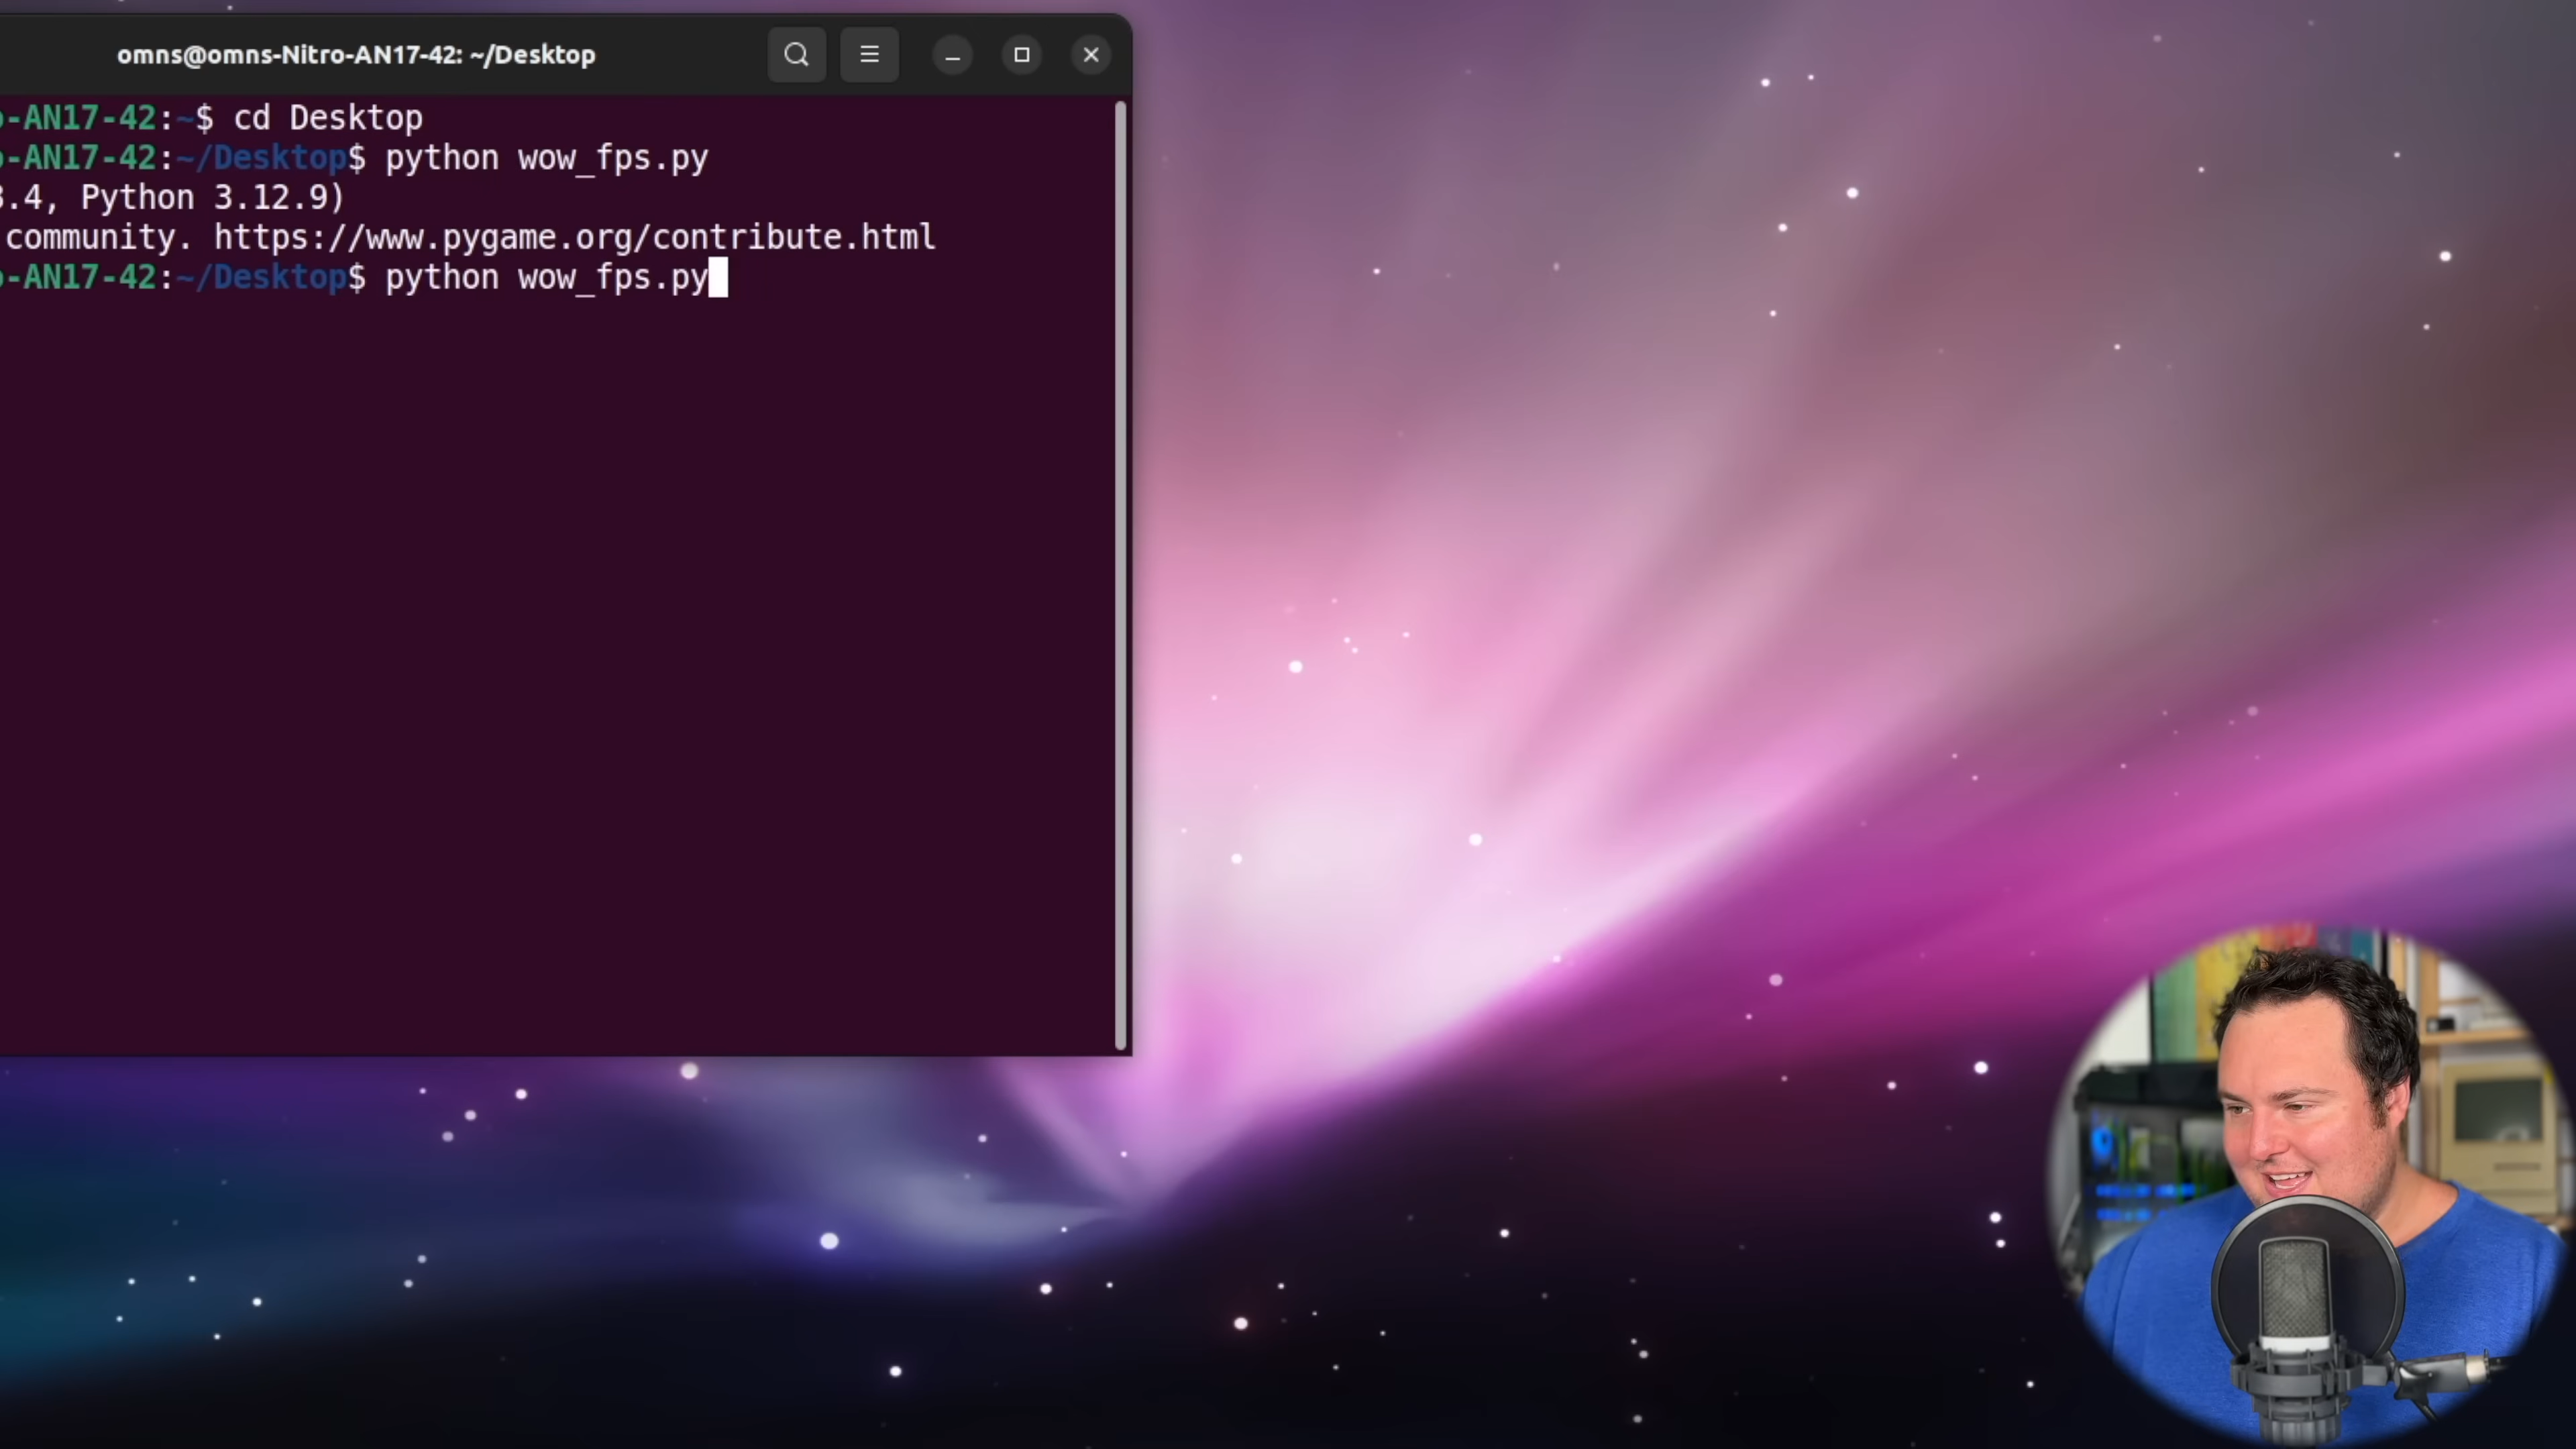 omns@omns-Nitro-AN17-42: ~/Desktop
-AN17-42:~$ cd Desktop
-AN17-42:~/Desktop$ python wow_fps.py
.4, Python 3.12.9)
community. https://www.pygame.org/contribute.html
-AN17-42:~/Desktop$ python wow_fps.py